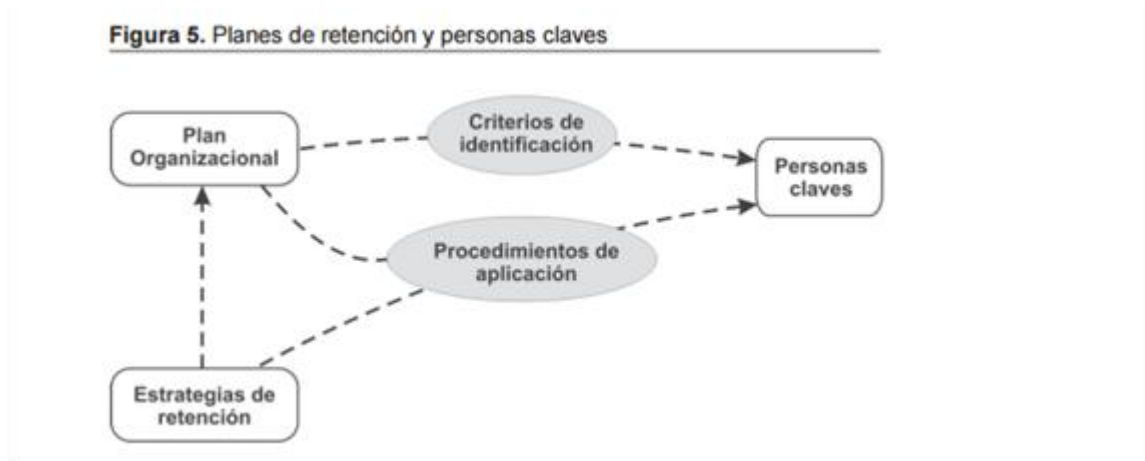 Figura 5. Planes de retención y personas claves
Criterios de
identificación
Plan
Organizacional
Personas
claves
Procedimientos de
aplicación
Estrategias de
retención